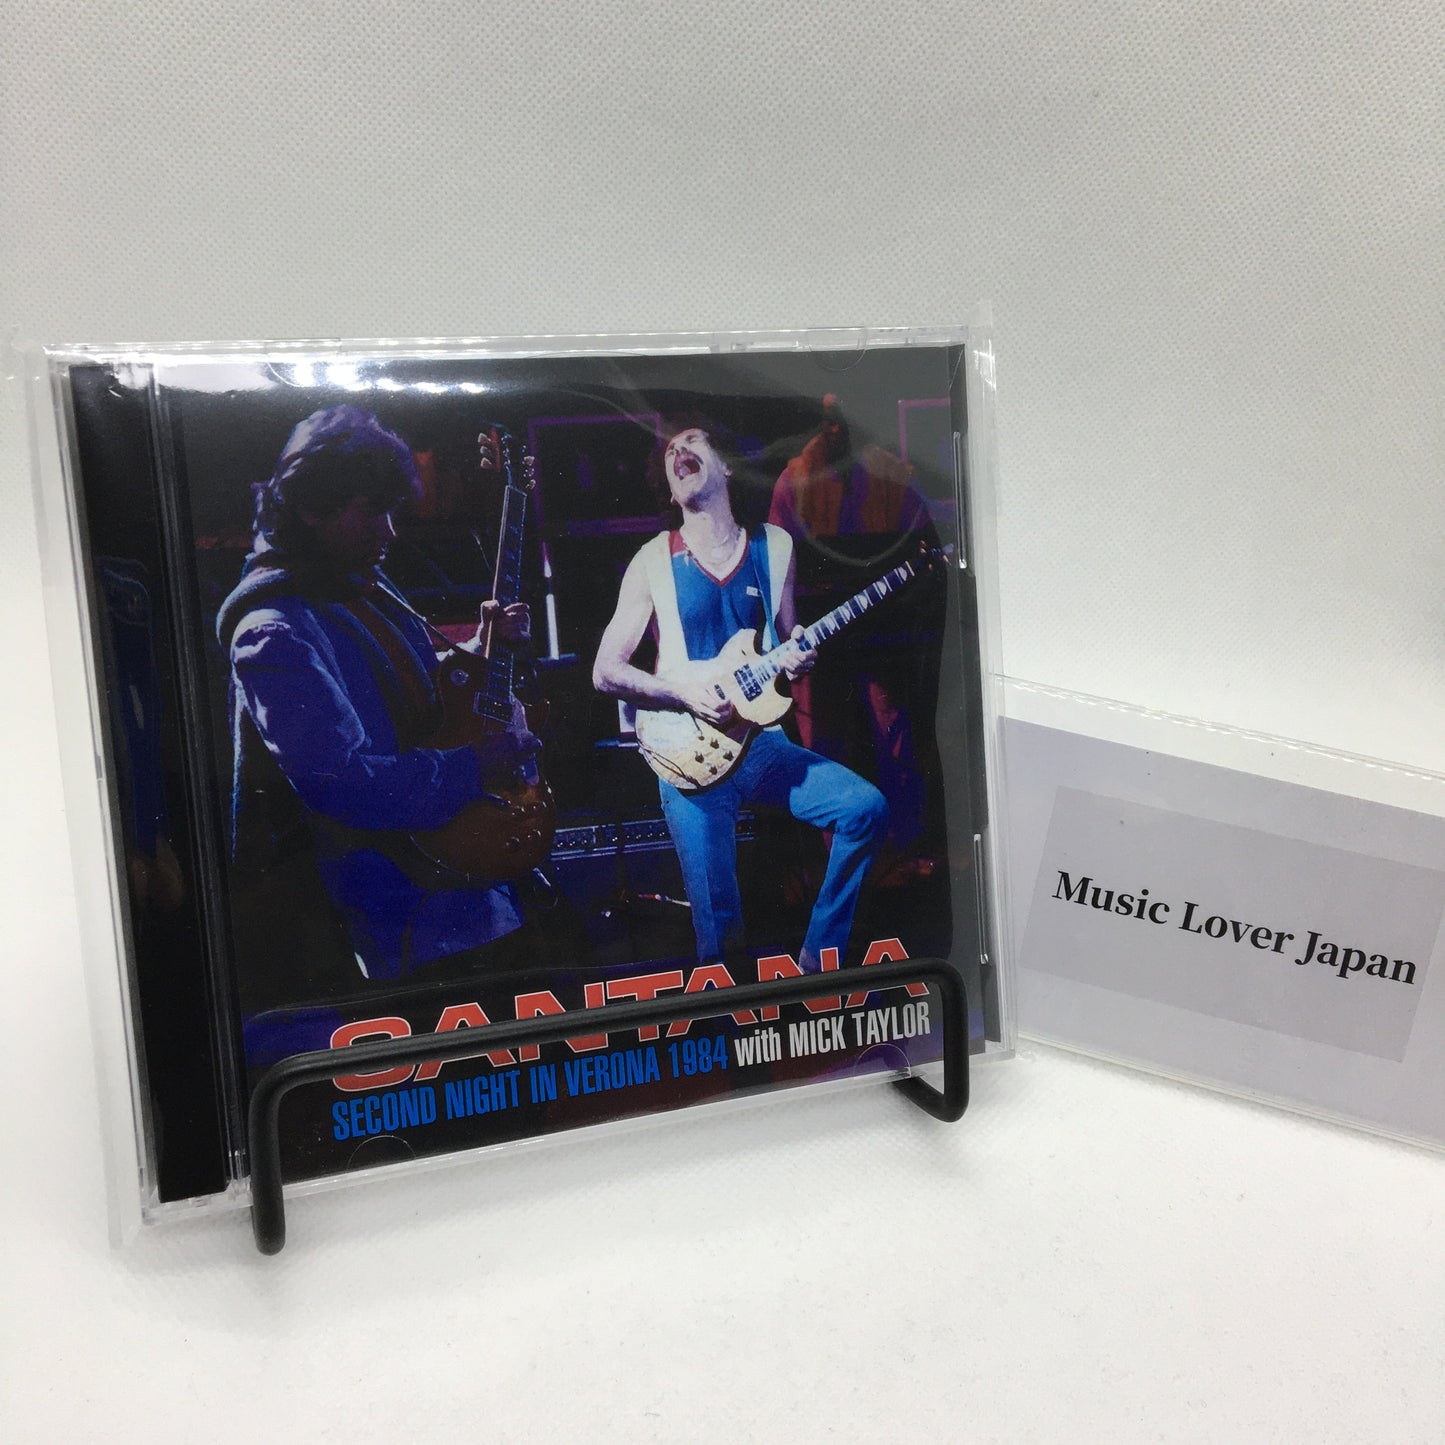 SANTANA
SECOND NIGHT IN VERONA 1984 with MICK TAYLOR
Music Lover Japan